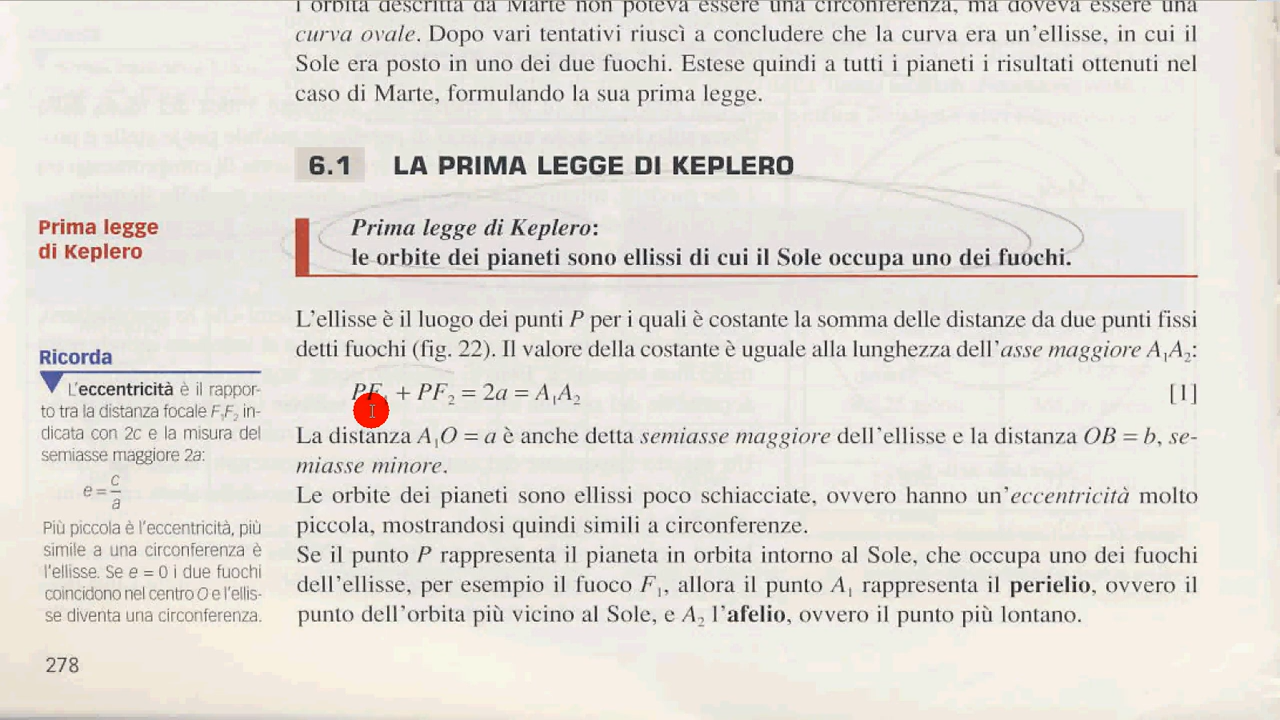 l'orbita descritta da Marte non poteva essere una circonferenza, ma doveva essere una
curva ovale. Dopo vari tentativi riuscì a concludere che la curva era un'ellisse, in cui il
Sole era posto in uno dei due fuochi. Estese quindi a tutti i pianeti i risultati ottenuti nel
caso di Marte, formulando la sua prima legge.
6.1 LA PRIMA LEGGE DI KEPLERO
Prima legge
di Keplero
Prima legge di Keplero:
le orbite dei pianeti sono ellissi di cui il Sole occupa uno dei fuochi.
L'ellisse è il luogo dei punti P per i quali è costante la somma delle distanze da due punti fissi
detti fuochi (fig. 22). Il valore della costante è uguale alla lunghezza dell'asse maggiore A₁A₂:
PF₁ + PF₂ = 2a = A₁A₂ [1]
La distanza A₁O = a è anche detta semiasse maggiore dell'ellisse e la distanza OB = b, se-
miasse minore.
Le orbite dei pianeti sono ellissi poco schiacciate, ovvero hanno un'eccentricità molto
piccola, mostrandosi quindi simili a circonferenze.
Se il punto P rappresenta il pianeta in orbita intorno al Sole, che occupa uno dei fuochi
dell'ellisse, per esempio il fuoco F₁, allora il punto A₁ rappresenta il perielio, ovvero il
punto dell'orbita più vicino al Sole, e A₂ l'afelio, ovvero il punto più lontano.
Ricorda
L'eccentricità è il rappor-
to tra la distanza focale F₁F₂ in-
dicata con 2c e la misura del
semiasse maggiore 2a:
e = c/a
Più piccola è l'eccentricità, più
simile a una circonferenza è
l'ellisse. Se e = 0 i due fuochi
coincidono nel centro O e l'ellis-
se diventa una circonferenza.
278